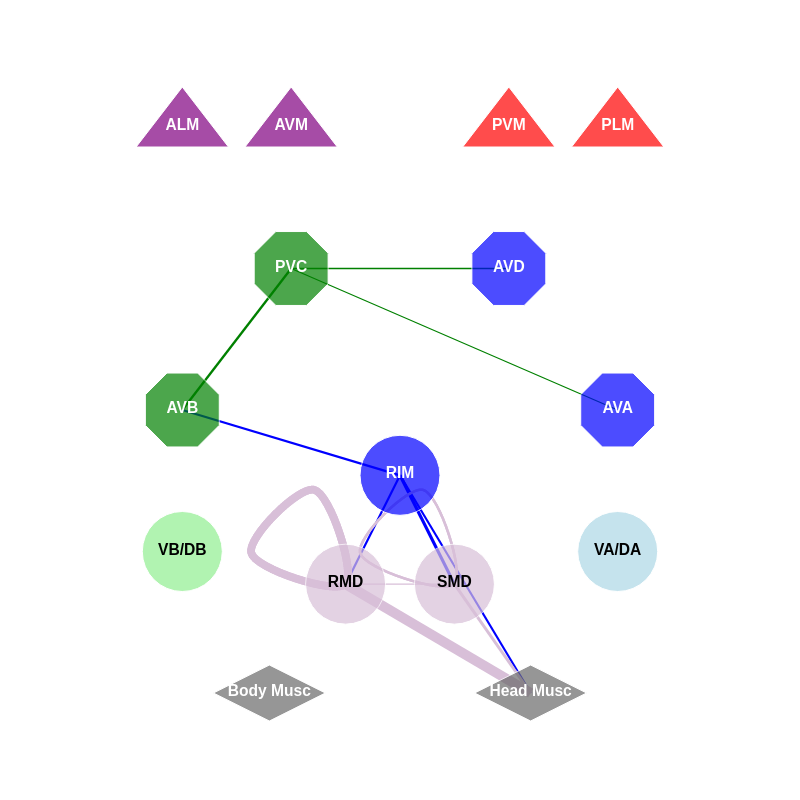 ALM
AVM
PVM
PLM
PVC
AVD
AVB
AVA
RIM
VB/DB
VA/DA
RMD
SMD
Body Musc
Head Musc